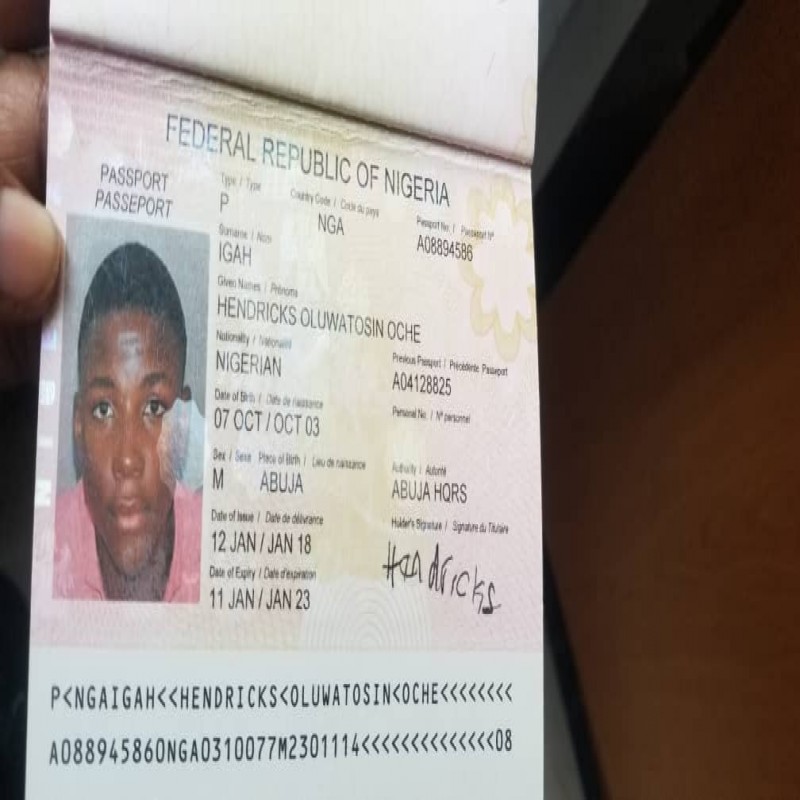 FEDERAL REPUBLIC OF NIGERIA
PASSPORT
PASSEPORT
Type / Type
P
Country Code / Code du pays
NGA
Passport No. / Passeport N°
A08894586
Surname / Nom
IGAH
Given Names / Prénoms
HENDRICKS OLUWATOSIN OCHE
Nationality / Nationalité
NIGERIAN
Previous Passport / Précédente Passeport
A04128825
Date of Birth / Date de naissance
07 OCT / OCT 03
Personal No. / N° personnel
Sex / Sexe Place of Birth / Lieu de naissance
M ABUJA
Authority / Autorité
ABUJA HQRS
Date of Issue / Date de délivrance
12 JAN / JAN 18
Holder's Signature / Signature du Titulaire
Hendricks
Date of Expiry / Date d'expiration
11 JAN / JAN 23
P<NGAIGAH<<HENDRICKS<OLUWATOSIN<OCHE<<<<<<<<
A088945860NGA0310077M2301114<<<<<<<<<<<<<<08